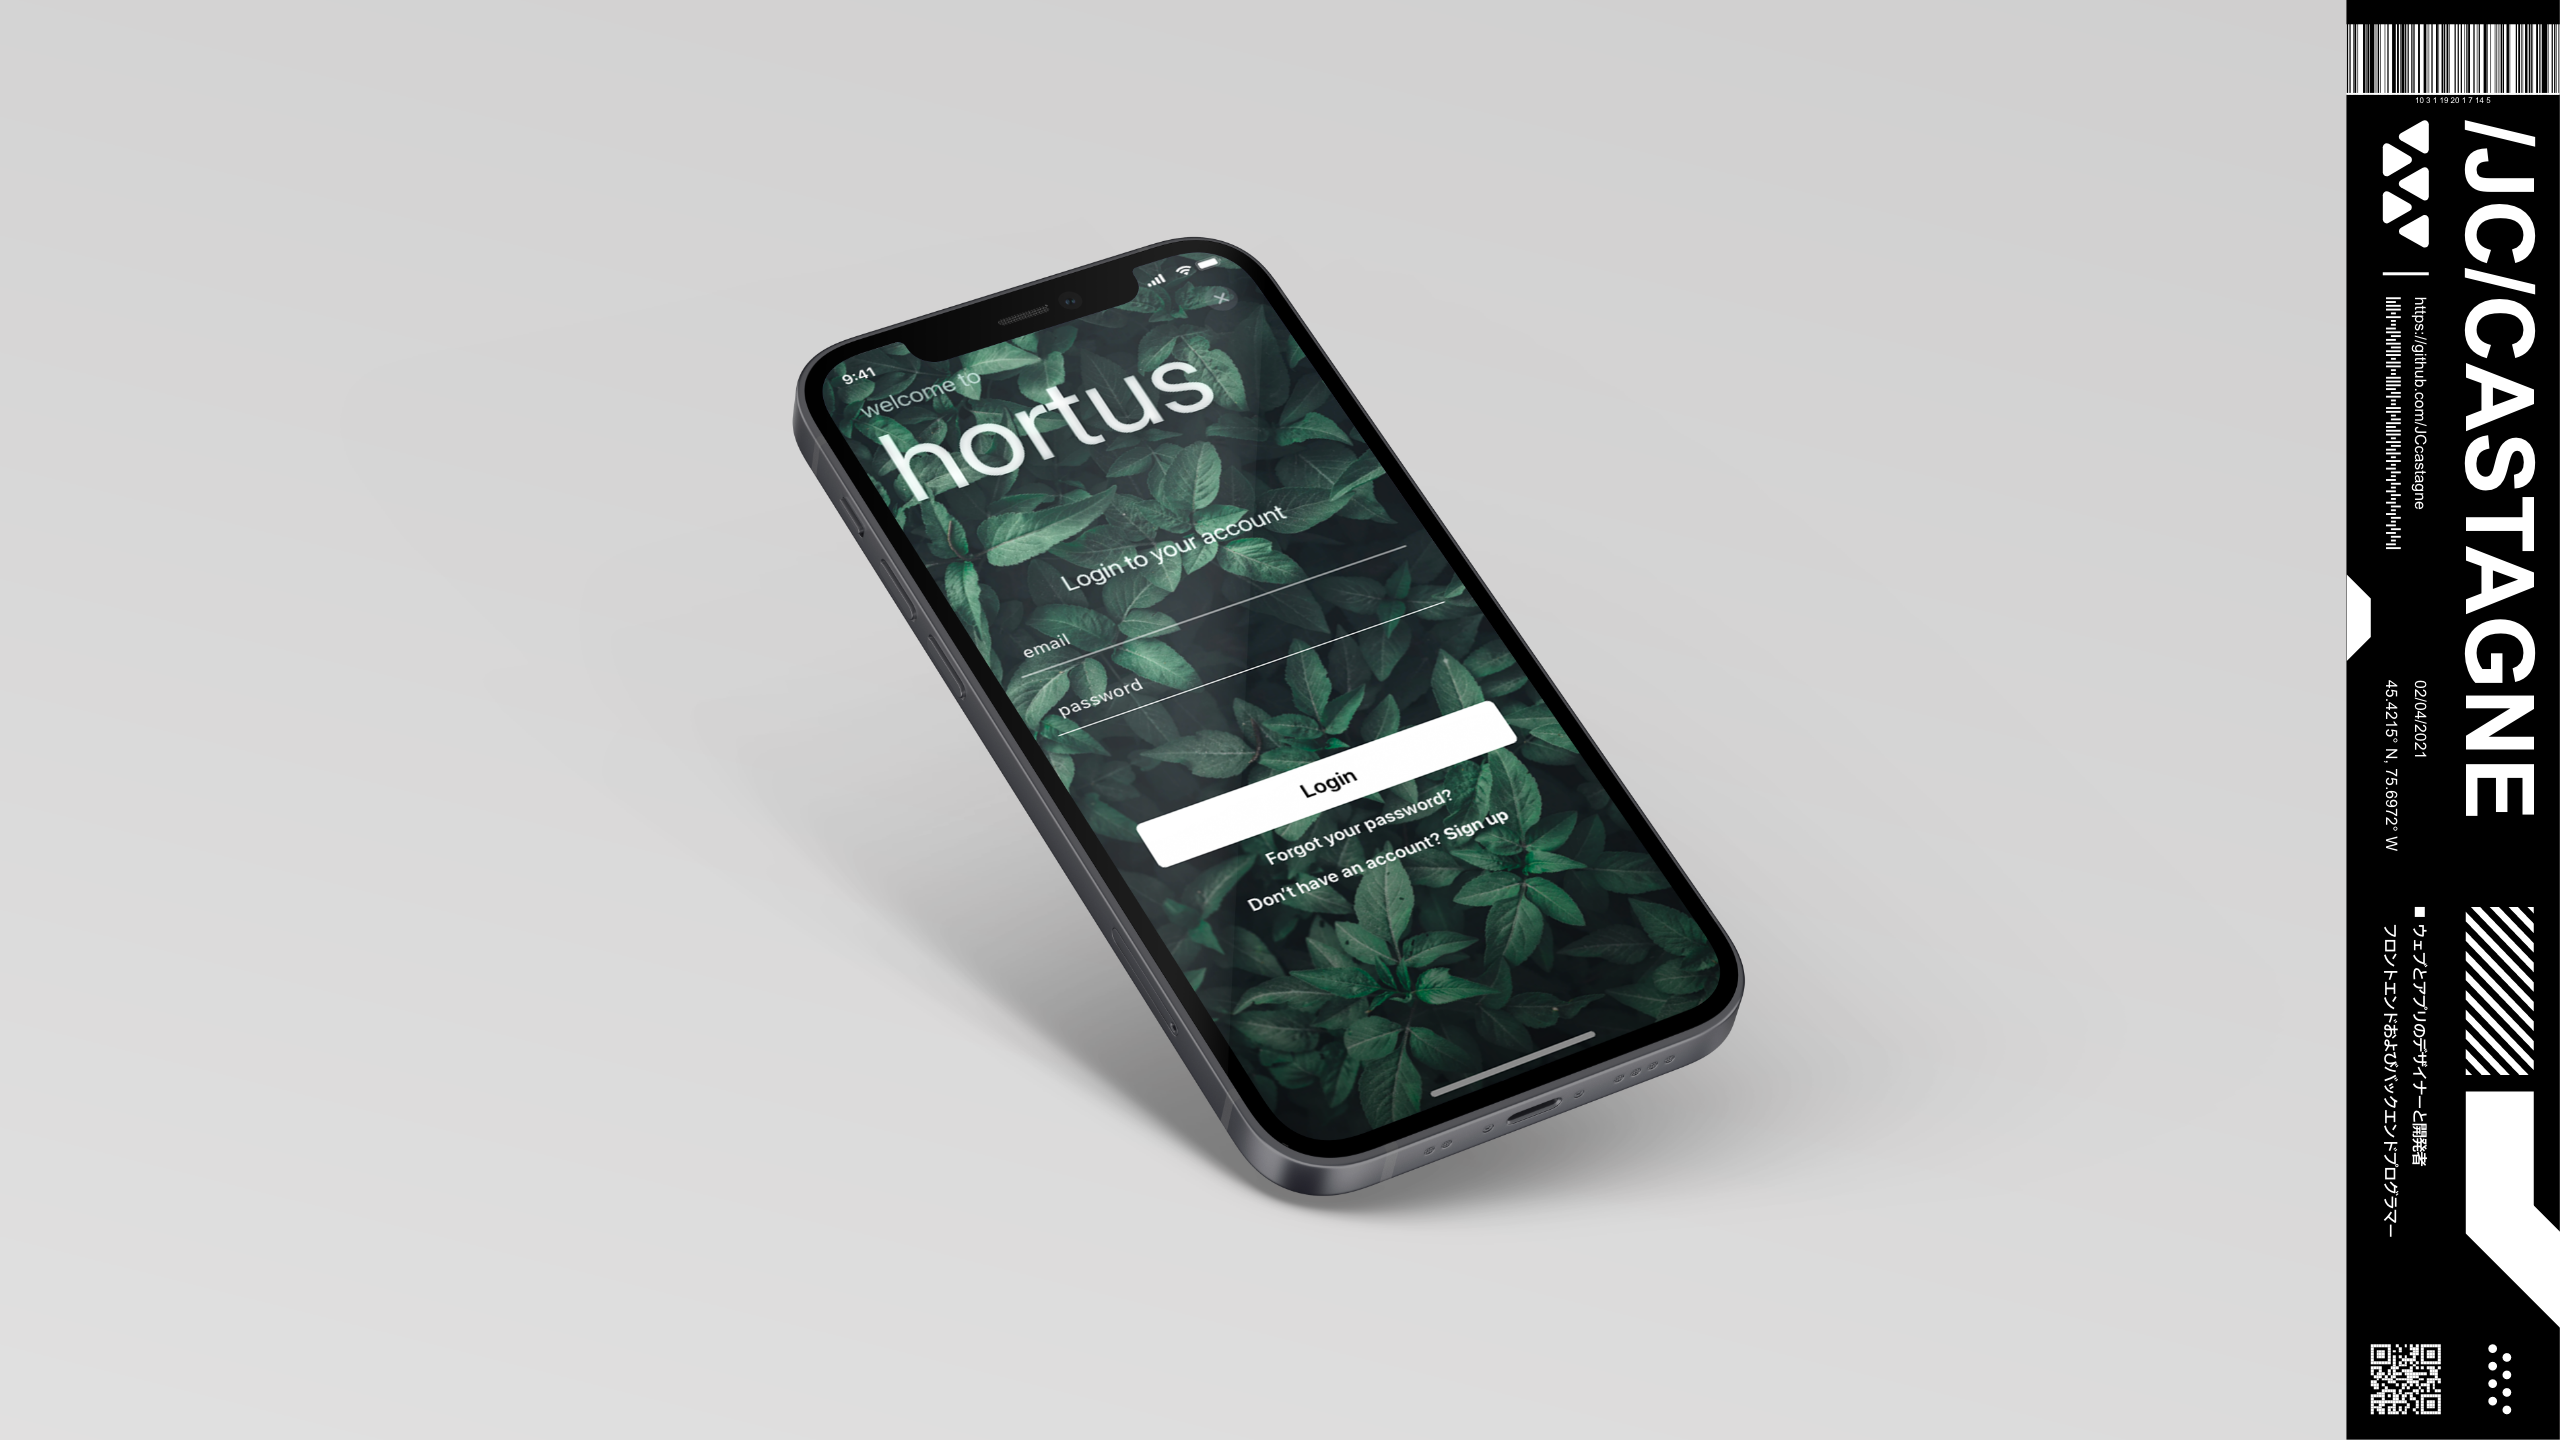 9:41
welcome to
hortus
Login to your account
email
password
Login
Forgot your password?
Don't have an account? Sign up
10 3 1 19 20 1 7 14 5
/JC/CASTAGNE
https://github.com/JCcastagne
02/04/2021
45.4215° N, 75.6972° W
■ ウェブとアプリのデザイナーと開発者
フロントエンドおよびバックエンドプログラマー